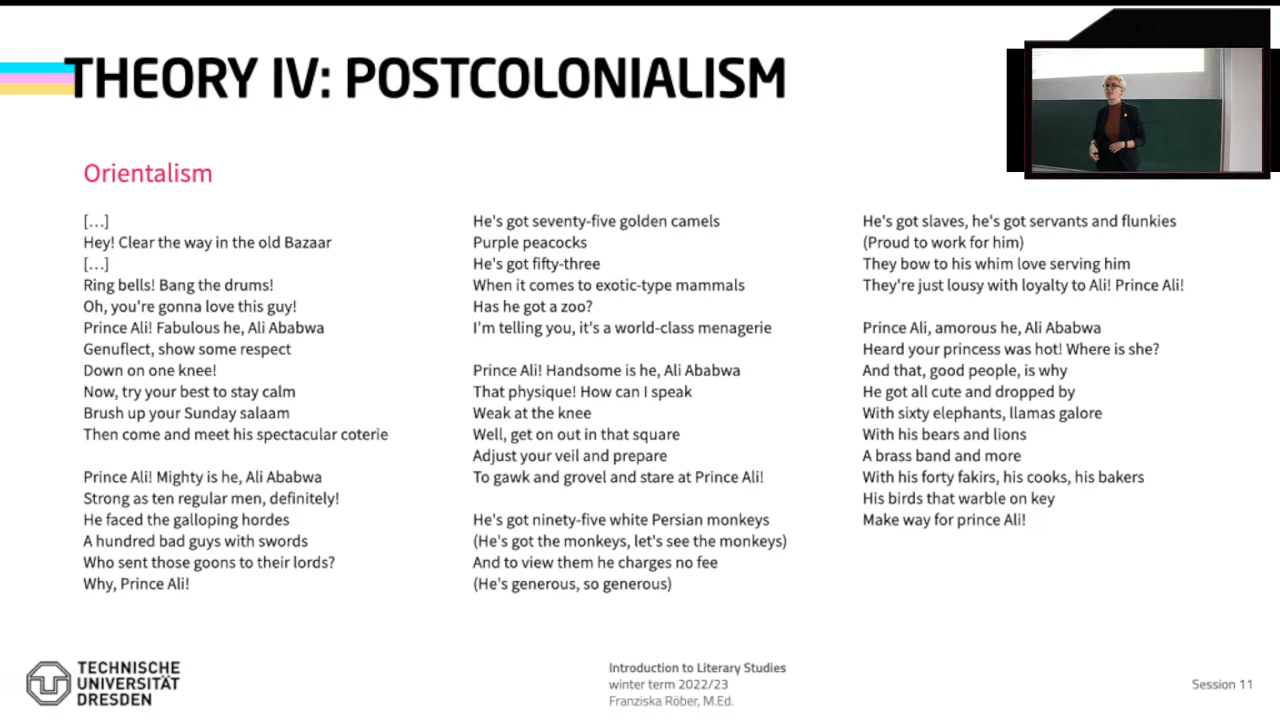 THEORY IV: POSTCOLONIALISM
Orientalism
[…]
Hey! Clear the way in the old Bazaar
[…]
Ring bells! Bang the drums!
Oh, you're gonna love this guy!
Prince Ali! Fabulous he, Ali Ababwa
Genuflect, show some respect
Down on one knee!
Now, try your best to stay calm
Brush up your Sunday salaam
Then come and meet his spectacular coterie
Prince Ali! Mighty is he, Ali Ababwa
Strong as ten regular men, definitely!
He faced the galloping hordes
A hundred bad guys with swords
Who sent those goons to their lords?
Why, Prince Ali!
He's got seventy-five golden camels
Purple peacocks
He's got fifty-three
When it comes to exotic-type mammals
Has he got a zoo?
I'm telling you, it's a world-class menagerie
Prince Ali! Handsome is he, Ali Ababwa
That physique! How can I speak
Weak at the knee
Well, get on out in that square
Adjust your veil and prepare
To gawk and grovel and stare at Prince Ali!
He's got ninety-five white Persian monkeys
(He's got the monkeys, let's see the monkeys)
And to view them he charges no fee
(He's generous, so generous)
He's got slaves, he's got servants and flunkies
(Proud to work for him)
They bow to his whim love serving him
They're just lousy with loyalty to Ali! Prince Ali!
Prince Ali, amorous he, Ali Ababwa
Heard your princess was hot! Where is she?
And that, good people, is why
He got all cute and dropped by
With sixty elephants, llamas galore
With his bears and lions
A brass band and more
With his forty fakirs, his cooks, his bakers
His birds that warble on key
Make way for prince Ali!
TECHNISCHE
UNIVERSITÄT
DRESDEN
Introduction to Literary Studies
winter term 2022/23
Franziska Röber, M.Ed.
Session 11